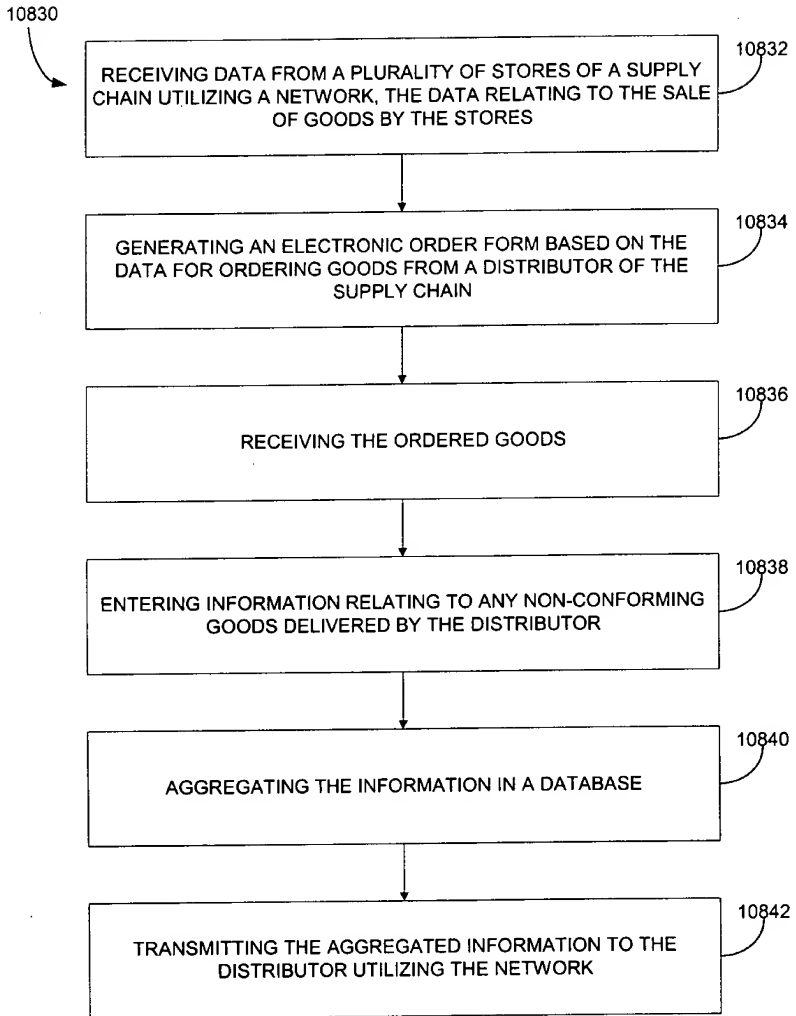 10830
10832
RECEIVING DATA FROM A PLURALITY OF STORES OF A SUPPLY
CHAIN UTILIZING A NETWORK, THE DATA RELATING TO THE SALE
OF GOODS BY THE STORES
10834
GENERATING AN ELECTRONIC ORDER FORM BASED ON THE
DATA FOR ORDERING GOODS FROM A DISTRIBUTOR OF THE
SUPPLY CHAIN
10836
RECEIVING THE ORDERED GOODS
10838
ENTERING INFORMATION RELATING TO ANY NON-CONFORMING
GOODS DELIVERED BY THE DISTRIBUTOR
10840
AGGREGATING THE INFORMATION IN A DATABASE
10842
TRANSMITTING THE AGGREGATED INFORMATION TO THE
DISTRIBUTOR UTILIZING THE NETWORK